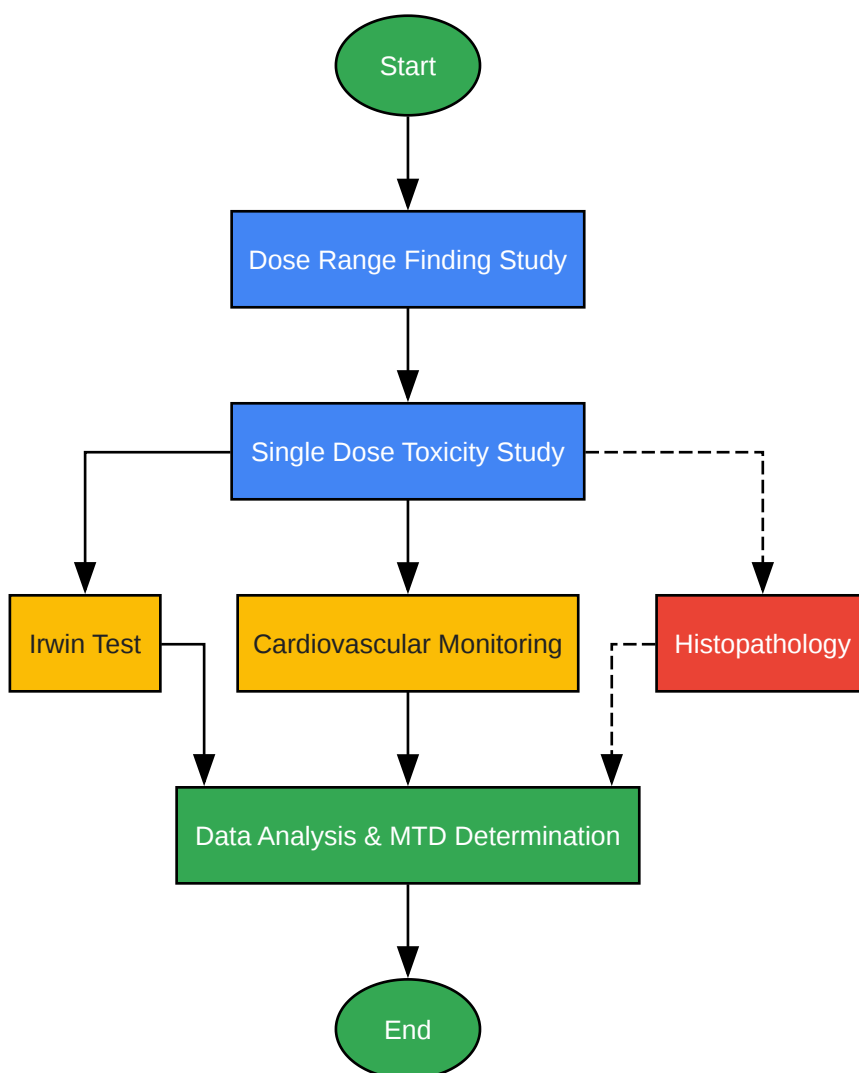 Start
Dose Range Finding Study
Single Dose Toxicity Study
Irwin Test
Cardiovascular Monitoring
Histopathology
Data Analysis & MTD Determination
End